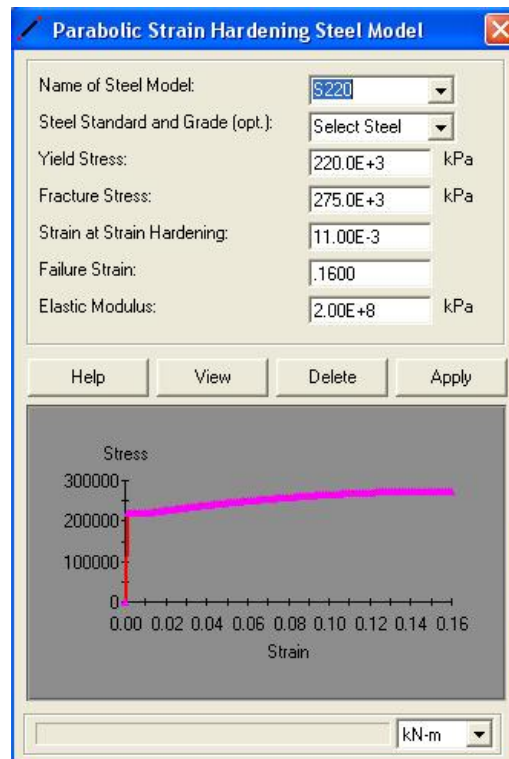 Parabolic Strain Hardening Steel Model
Name of Steel Model: S220
Steel Standard and Grade (opt.): Select Steel
Yield Stress: 220.0E+3 kPa
Fracture Stress: 275.0E+3 kPa
Strain at Strain Hardening: 11.00E-3
Failure Strain: .1600
Elastic Modulus: 2.00E+8 kPa
Help View Delete Apply
Stress
300000
200000
100000
0
0.00 0.02 0.04 0.06 0.08 0.10 0.12 0.14 0.16
Strain
kN-m